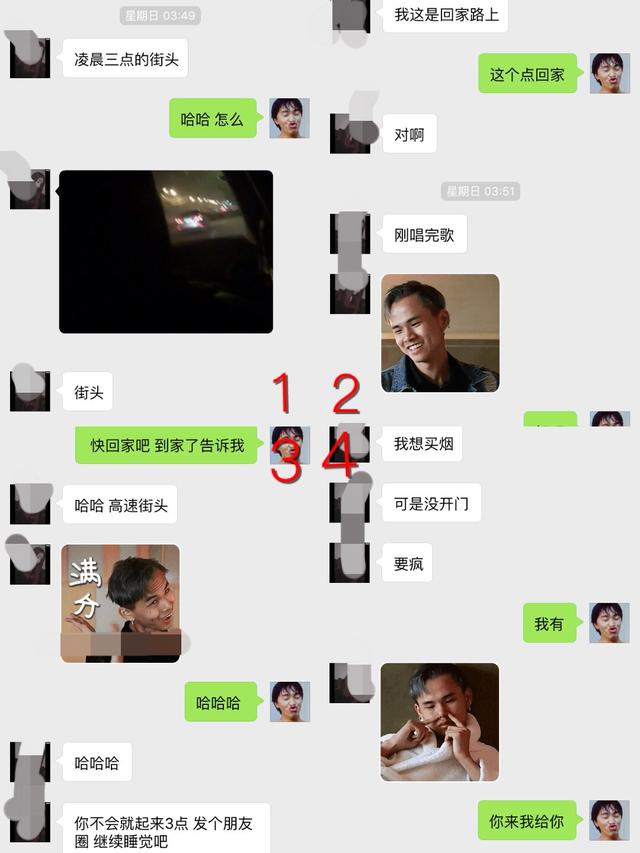 星期日 03:49
凌晨三点的街头
哈哈 怎么
街头
1
我这是回家路上
这个点回家
对啊
星期日 03:51
刚唱完歌
2
快回家吧 到家了告诉我
3
哈哈 高速街头
满
分
哈哈哈
哈哈哈
你不会就起来3点 发个朋友
圈 继续睡觉吧
4
我想买烟
可是没开门
要疯
我有
你来我给你